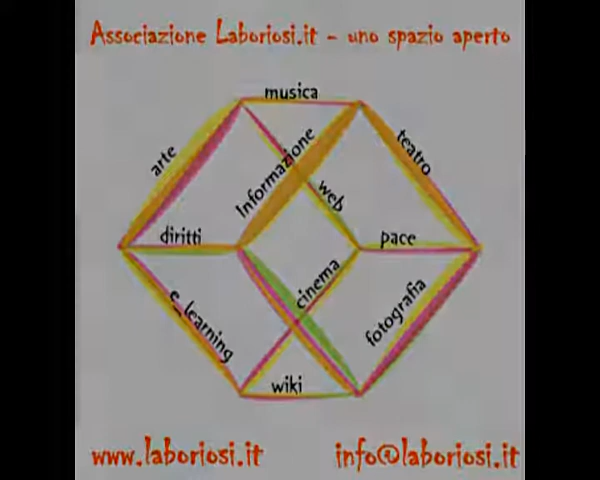 Associazione Laboriosi.it - uno spazio aperto
musica
arte
Informazione
teatro
web
diritti
pace
cinema
e_learning
fotografia
wiki
www.laboriosi.it
info@laboriosi.it